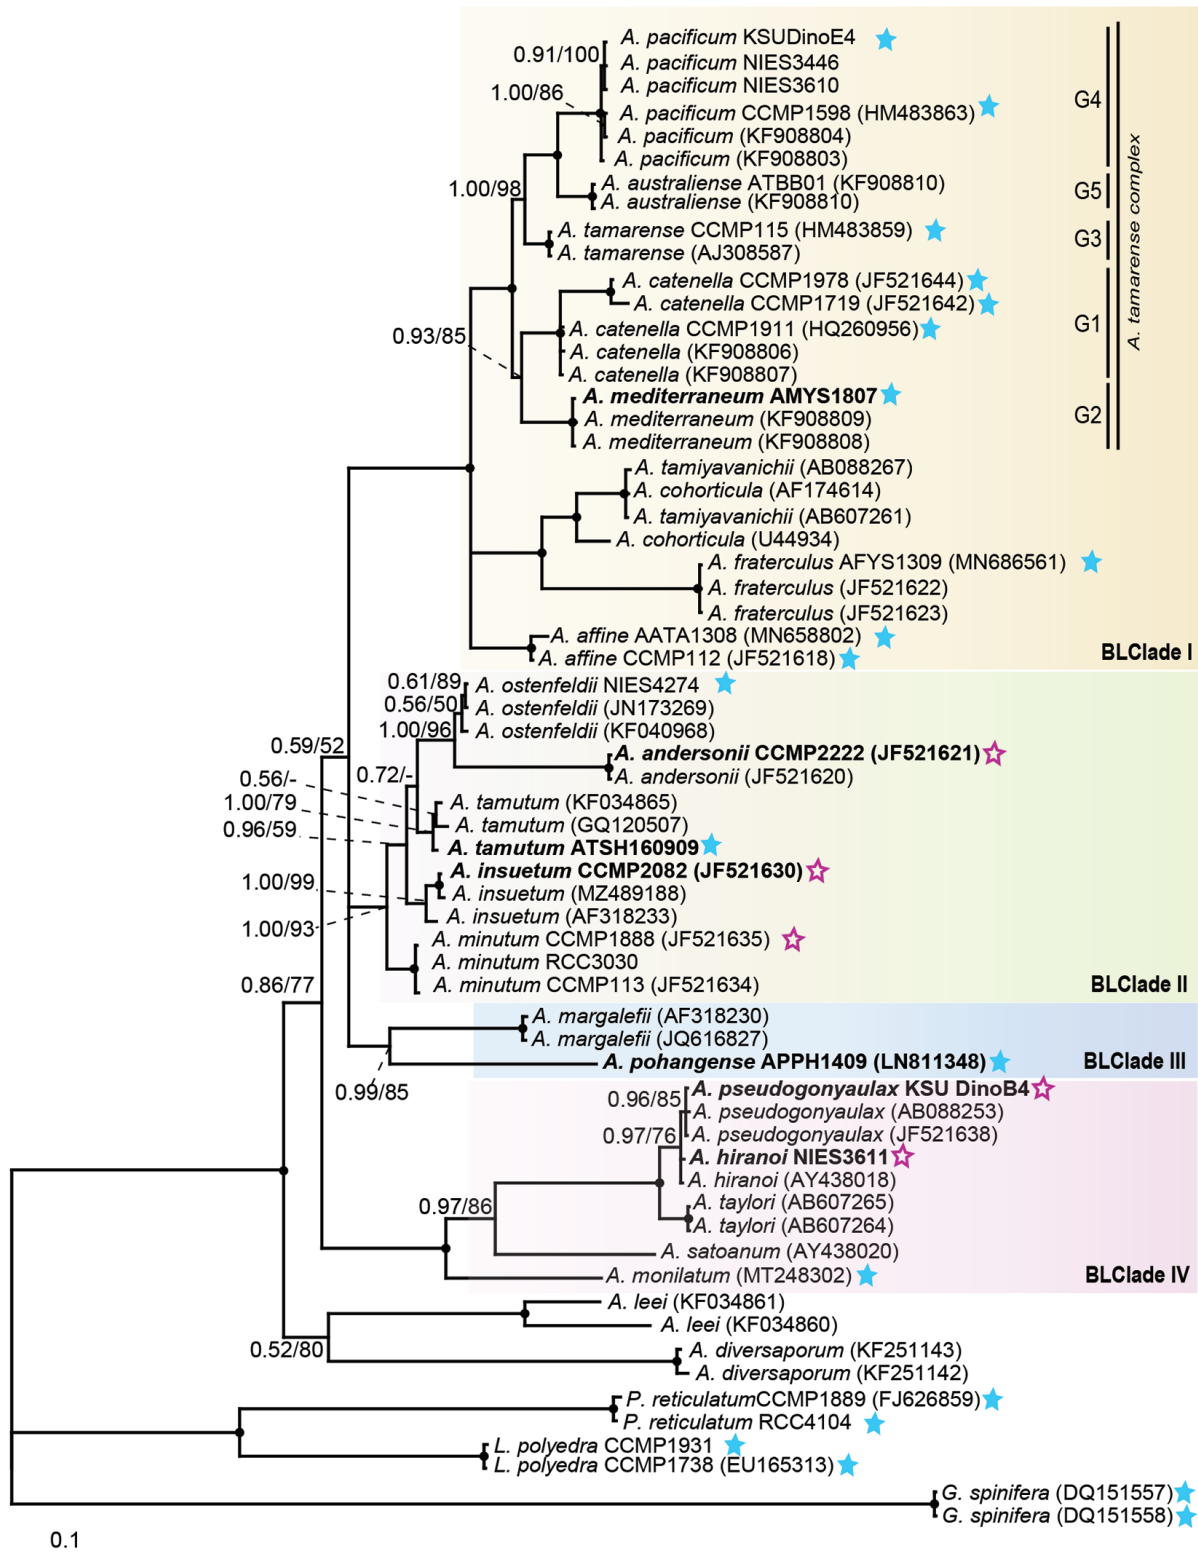 A. pacificum KSUDinoE4
0.91/100
A. pacificum NIES3446
A. pacificum NIES3610
1.00/86
G4
A. pacificum CCMP1598 (HM483863)
A. pacificum (KF908804)
A. pacificum (KF908803)
1.00/98
A. australiense ATBB01 (KF908810)
G5
A. australiense (KF908810)
A. tamarense complex
A. tamarense CCMP115 (HM483859)
G3
A. tamarense (AJ308587)
A. catenella CCMP1978 (JF521644)
A. catenella CCMP1719 (JF521642)
G1
0.93/85
A. catenella CCMP1911 (HQ260956)
A. catenella (KF908806)
A. catenella (KF908807)
A. mediterraneum AMYS1807
G2
A. mediterraneum (KF908809)
A. mediterraneum (KF908808)
A. tamiyavanichii (AB088267)
A. cohorticula (AF174614)
A. tamiyavanichii (AB607261)
A. cohorticula (U44934)
A. fraterculus AFYS1309 (MN686561)
A. fraterculus (JF521622)
A. fraterculus (JF521623)
A. affine AATA1308 (MN658802)
A. affine CCMP112 (JF521618)
BLClade I
0.61/89
A. ostenfeldii NIES4274
0.56/50
A. ostenfeldii (JN173269)
1.00/96
A. ostenfeldii (KF040968)
0.59/52
A. andersonii CCMP2222 (JF521621)
0.72/-
A. andersonii (JF521620)
0.56/-
1.00/79
A. tamutum (KF034865)
0.96/59
A. tamutum (GQ120507)
A. tamutum ATSH160909
A. insuetum CCMP2082 (JF521630)
1.00/99
A. insuetum (MZ489188)
A. insuetum (AF318233)
1.00/93
A. minutum CCMP1888 (JF521635)
A. minutum RCC3030
0.86/77
A. minutum CCMP113 (JF521634)
BLClade II
A. margalefii (AF318230)
A. margalefii (JQ616827)
A. pohangense APPH1409 (LN811348)
BLClade III
0.99/85
0.96/85
A. pseudogonyaulax KSU DinoB4
A. pseudogonyaulax (AB088253)
0.97/76
A. pseudogonyaulax (JF521638)
A. hiranoi NIES3611
A. hiranoi (AY438018)
0.97/86
A. taylori (AB607265)
A. taylori (AB607264)
A. satoanum (AY438020)
A. monilatum (MT248302)
BLClade IV
A. leei (KF034861)
A. leei (KF034860)
0.52/80
A. diversaporum (KF251143)
A. diversaporum (KF251142)
P. reticulatumCCMP1889 (FJ626859)
P. reticulatum RCC4104
L. polyedra CCMP1931
L. polyedra CCMP1738 (EU165313)
G. spinifera (DQ151557)
G. spinifera (DQ151558)
0.1